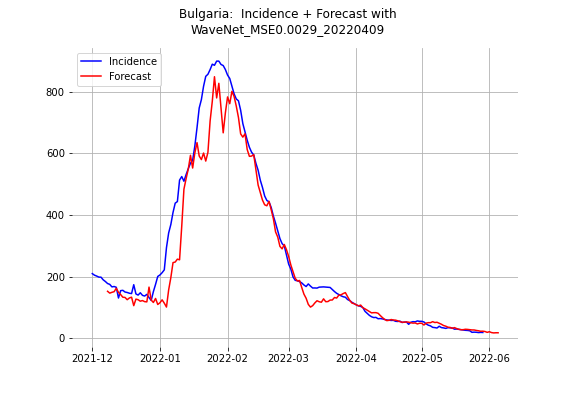 Bulgaria:  Incidence + Forecast with
WaveNet_MSE0.0029_20220409
Incidence
Forecast
800
600
400
200
0
2021-12 2022-01 2022-02 2022-03 2022-04 2022-05 2022-06